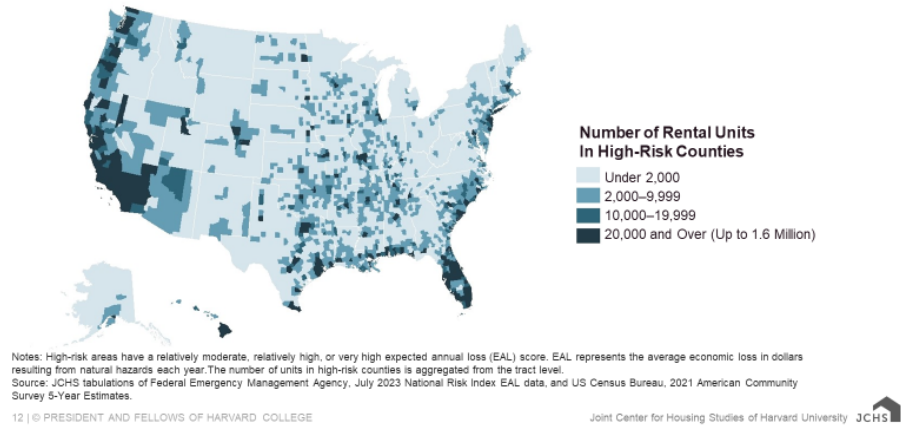 Number of Rental Units
In High-Risk Counties
Under 2,000
2,000–9,999
10,000–19,999
20,000 and Over (Up to 1.6 Million)
Notes: High-risk areas have a relatively moderate, relatively high, or very high expected annual loss (EAL) score. EAL represents the average economic loss in dollars
resulting from natural hazards each year.The number of units in high-risk counties is aggregated from the tract level.
Source: JCHS tabulations of Federal Emergency Management Agency, July 2023 National Risk Index EAL data, and US Census Bureau, 2021 American Community
Survey 5-Year Estimates.
12 | © PRESIDENT AND FELLOWS OF HARVARD COLLEGE
Joint Center for Housing Studies of Harvard University JCHS